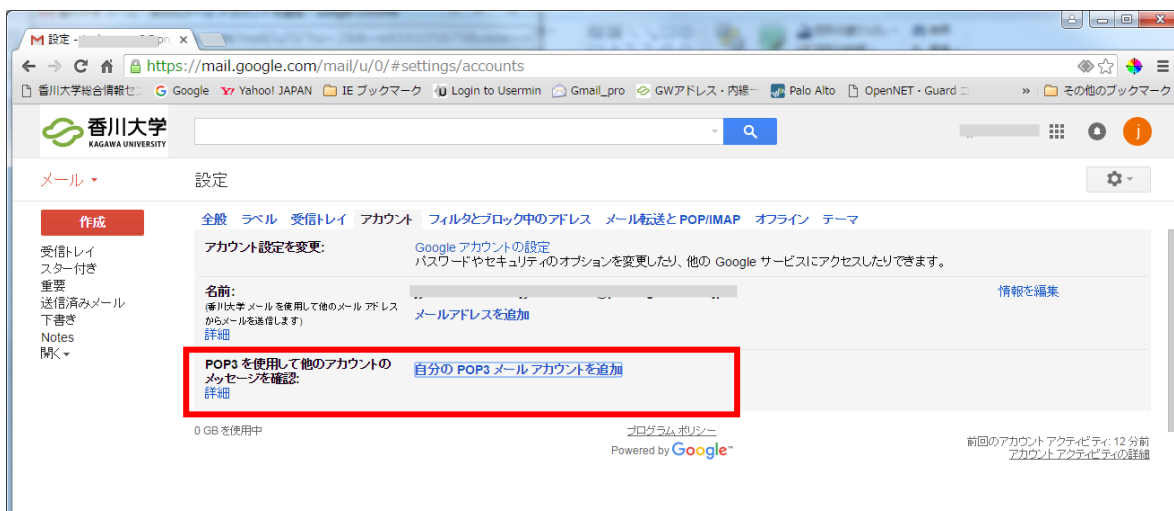 設定 -
https://mail.google.com/mail/u/0/#settings/accounts
香川大学総合情報セ Google Yahoo! JAPAN IE ブックマーク Login to Usermin Gmail_pro GWアドレス・内線一 Palo Alto OpenNET・Guard » その他のブックマーク
香川大学
KAGAWA UNIVERSITY
j
メール
設定
作成
全般 ラベル 受信トレイ アカウント フィルタとブロック中のアドレス メール転送と POP/IMAP オフライン テーマ
受信トレイ
スター付き
重要
送信済みメール
下書き
Notes
開く
アカウント設定を変更:
Google アカウントの設定
パスワードやセキュリティのオプションを変更したり、他の Google サービスにアクセスしたりできます。
名前:
(香川大学 メール を使用して他のメール アドレス
からメールを送信します)
詳細
メールアドレスを追加
情報を編集
POP3 を使用して他のアカウントの
メッセージを確認:
詳細
自分の POP3 メール アカウントを追加
0 GB を使用中
プログラム ポリシー
Powered by Google™
前回のアカウント アクティビティ: 12 分前
アカウント アクティビティの詳細